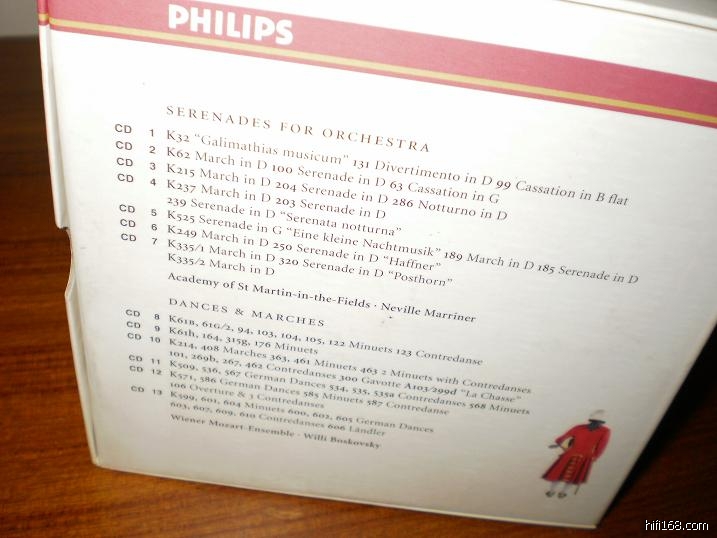 PHILIPS
SERENADES FOR ORCHESTRA
CD 1 K32 "Galimathias musicum" 131 Divertimento in D 99 Cassation in B flat
CD 2 K62 March in D 100 Serenade in D 63 Cassation in G
CD 3 K215 March in D 204 Serenade in D 286 Notturno in D
CD 4 K237 March in D 203 Serenade in D
239 Serenade in D "Serenata notturna"
CD 5 K525 Serenade in G "Eine kleine Nachtmusik" 189 March in D 185 Serenade in D
CD 6 K249 March in D 250 Serenade in D "Haffner"
CD 7 K335/1 March in D 320 Serenade in D "Posthorn"
K335/2 March in D
Academy of St Martin-in-the-Fields · Neville Marriner
DANCES & MARCHES
CD 8 K61B, 61G/2, 94, 103, 104, 105, 122 Minuets 123 Contredanse
CD 9 K61h, 164, 315g, 176 Minuets
CD 10 K214, 408 Marches 363, 461 Minuets 463 2 Minuets with Contredanses
101, 269b, 267, 462 Contredanses 300 Gavotte A103/299d "La Chasse"
CD 11 K509, 536, 567 German Dances 534, 535, 535a Contredanses 568 Minuets
CD 12 K571, 586 German Dances 585 Minuets 587 Contredanse
106 Overture & 3 Contredanses
CD 13 K599, 601, 604 Minuets 600, 602, 605 German Dances
603, 607, 609, 610 Contredanses 606 Ländler
Wiener Mozart-Ensemble · Willi Boskovsky
hifi168.com